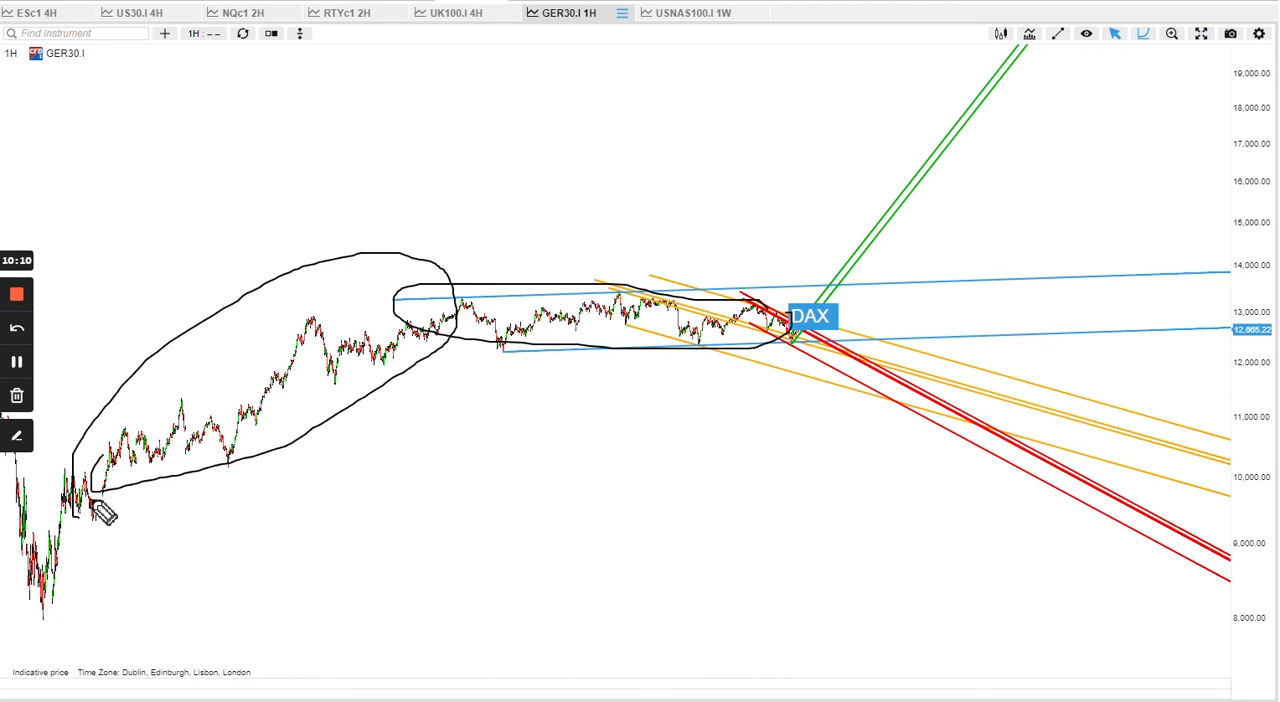 ESc1 4H
US30.I 4H
NQc1 2H
RTYc1 2H
UK100.I 4H
GER30.I 1H
USNAS100.I 1W
Find Instrument
1H : – –
1H
GER30.I
19,000.00
18,000.00
17,000.00
16,000.00
15,000.00
14,000.00
13,000.00
DAX
12,665.22
12,000.00
11,000.00
10,000.00
9,000.00
8,000.00
10:10
Indicative price Time Zone: Dublin, Edinburgh, Lisbon, London